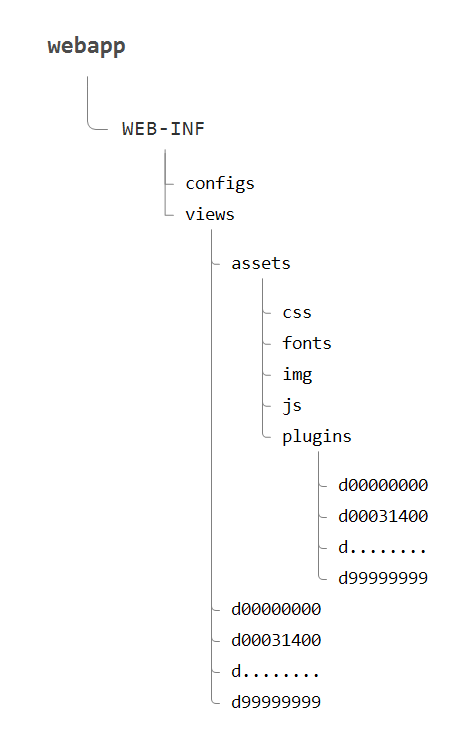 webapp
WEB-INF
configs
views
assets
css
fonts
img
js
plugins
d00000000
d00031400
d........
d99999999
d00000000
d00031400
d........
d99999999